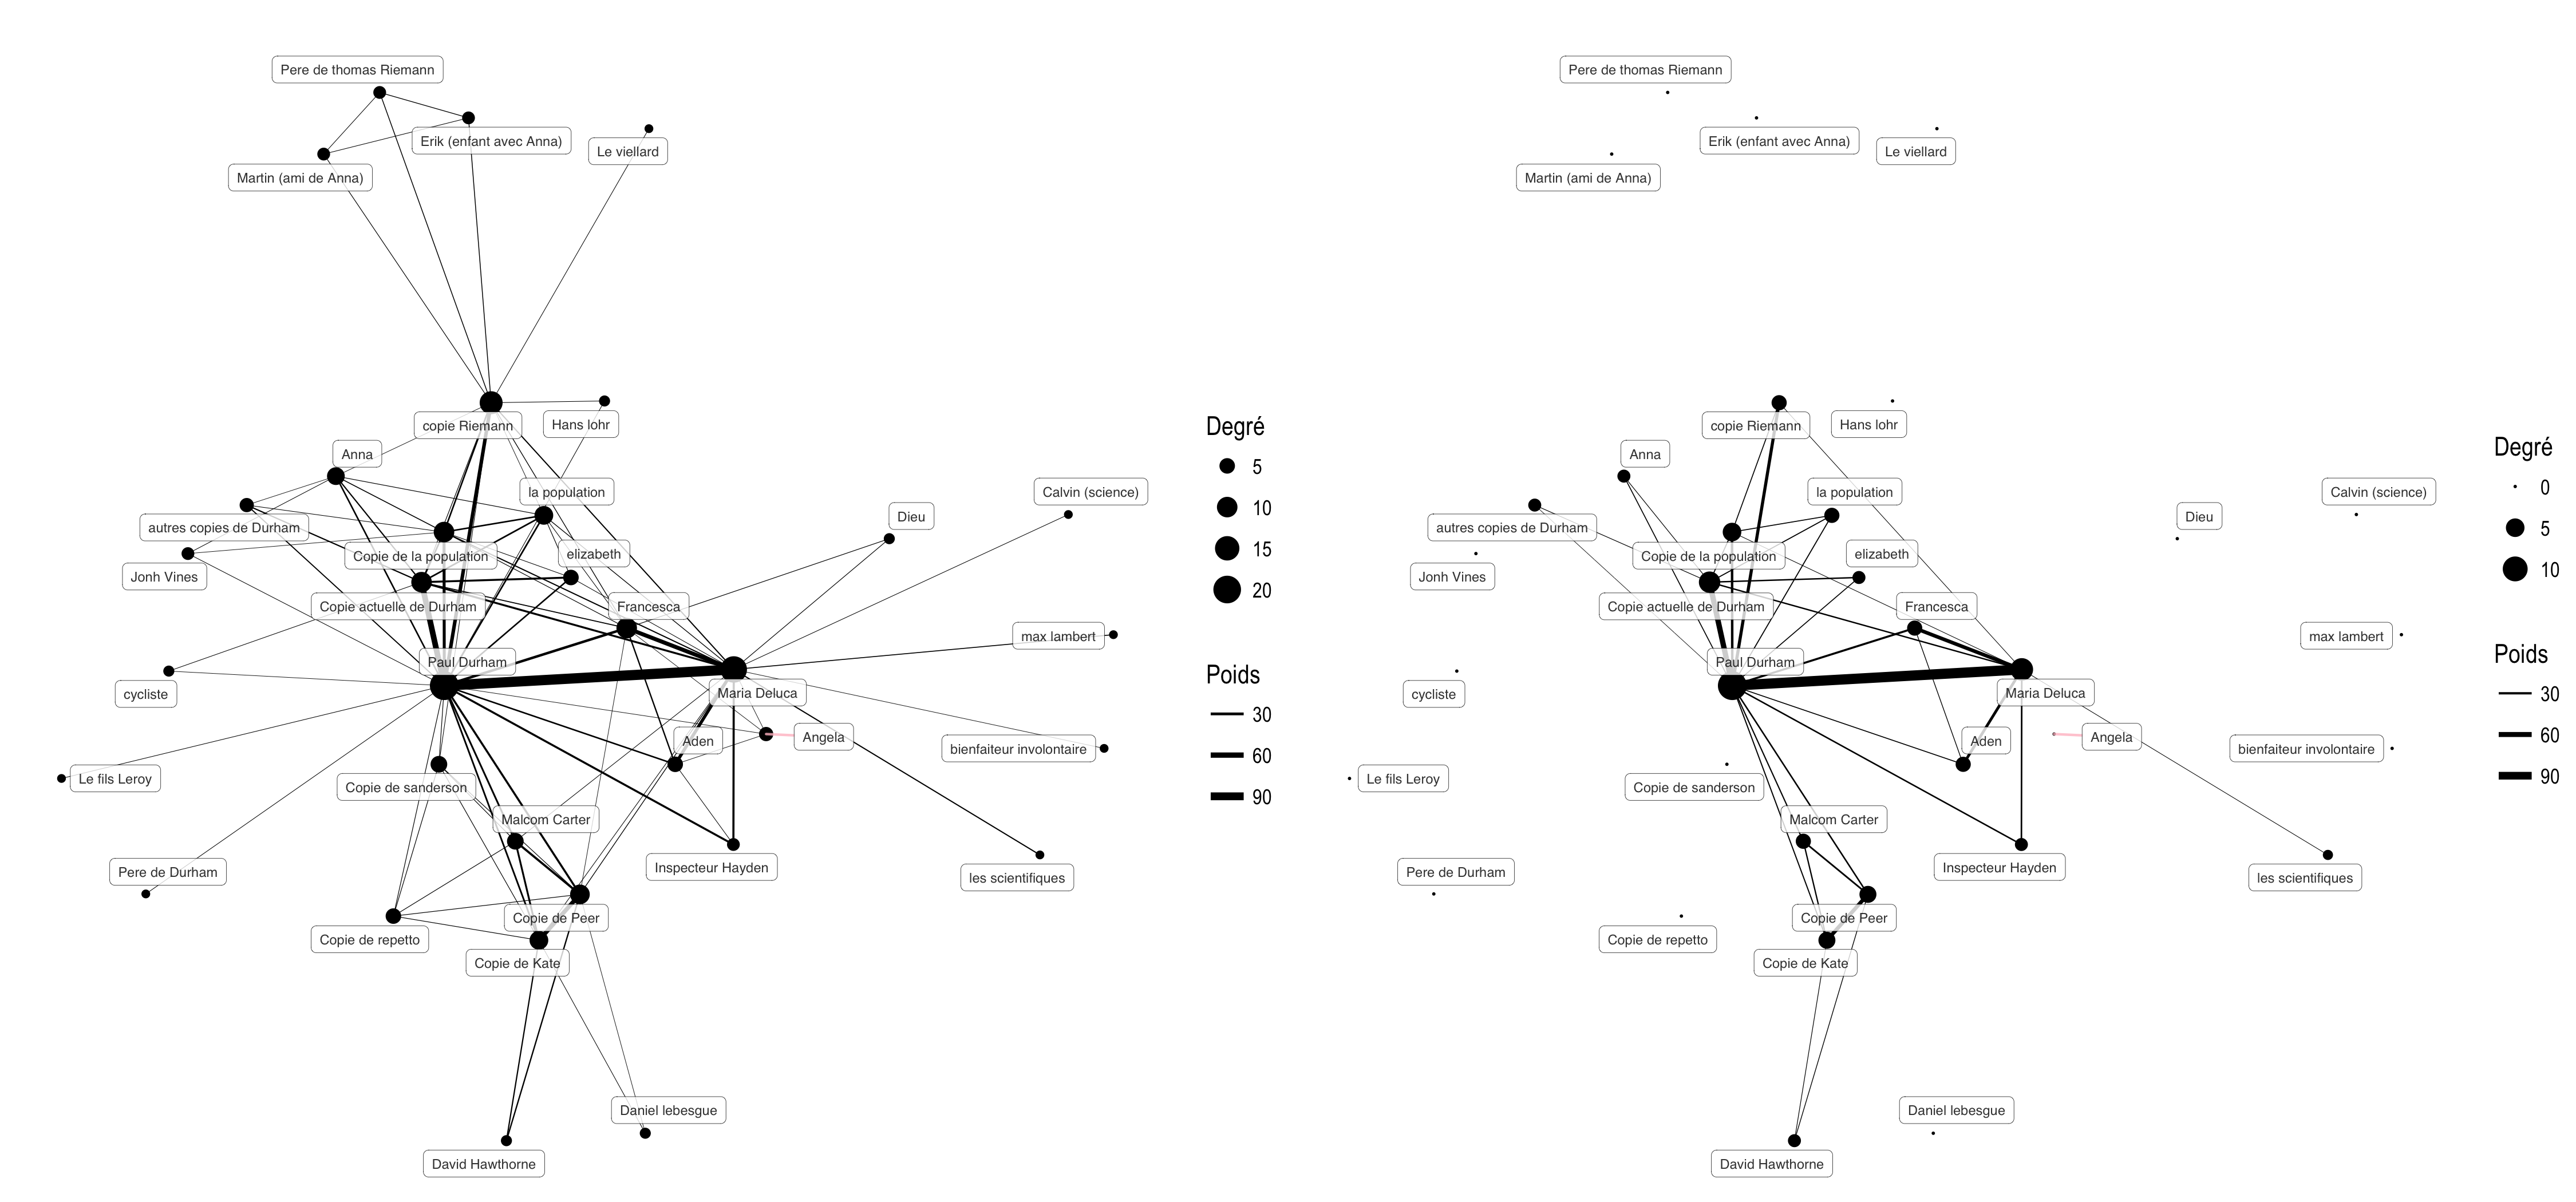 Pere de thomas Riemann
Erik (enfant avec Anna)
Le viellard
Martin (ami de Anna)
copie Riemann
Hans lohr
Anna
la population
autres copies de Durham
Copie de la population
elizabeth
Jonh Vines
Copie actuelle de Durham
Francesca
Dieu
Calvin (science)
max lambert
Paul Durham
cycliste
Maria Deluca
Aden
Angela
bienfaiteur involontaire
Le fils Leroy
Copie de sanderson
Malcom Carter
Inspecteur Hayden
les scientifiques
Pere de Durham
Copie de Peer
Copie de repetto
Copie de Kate
Daniel lebesgue
David Hawthorne
Degré
5
10
15
20
Poids
30
60
90
Pere de thomas Riemann
Erik (enfant avec Anna)
Le viellard
Martin (ami de Anna)
copie Riemann
Hans lohr
Anna
la population
autres copies de Durham
Copie de la population
elizabeth
Jonh Vines
Copie actuelle de Durham
Francesca
Dieu
Calvin (science)
max lambert
Paul Durham
cycliste
Maria Deluca
Aden
Angela
bienfaiteur involontaire
Le fils Leroy
Copie de sanderson
Malcom Carter
Inspecteur Hayden
les scientifiques
Pere de Durham
Copie de Peer
Copie de repetto
Copie de Kate
Daniel lebesgue
David Hawthorne
Degré
0
5
10
Poids
30
60
90